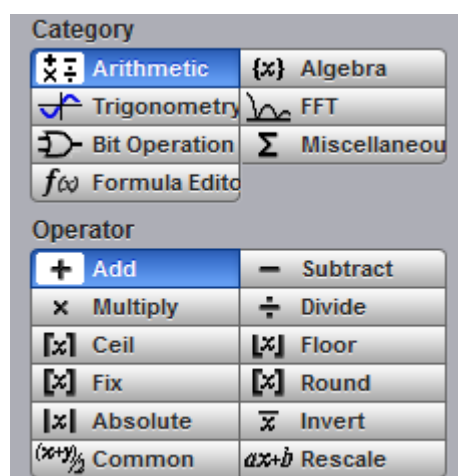 Category
Arithmetic {x} Algebra
Trigonometry FFT
Bit Operation Σ Miscellaneou
f(x) Formula Edito
Operator
+ Add − Subtract
× Multiply ÷ Divide
⌈x⌉ Ceil ⌊x⌋ Floor
[x] Fix [x] Round
|x| Absolute x̅ Invert
(x+y)/2 Common ax+b Rescale